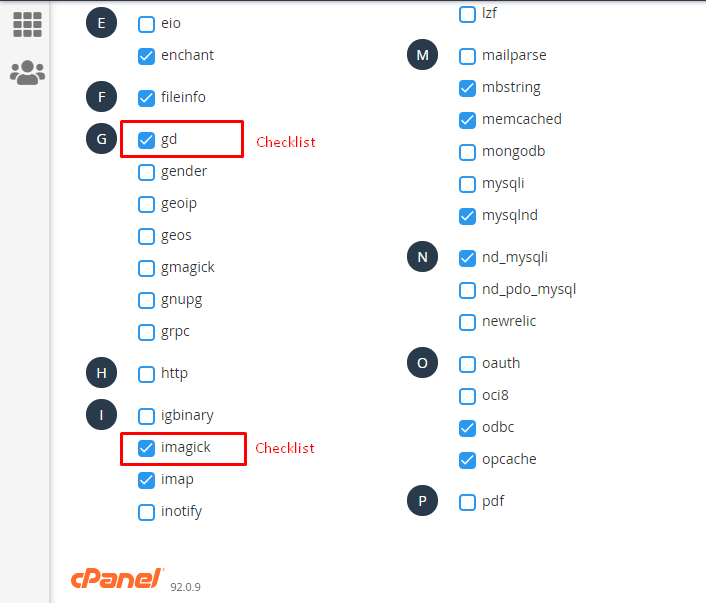 E
eio
enchant
F
fileinfo
G
gd
Checklist
gender
geoip
geos
gmagick
gnupg
grpc
H
http
I
igbinary
imagick
Checklist
imap
inotify
lzf
M
mailparse
mbstring
memcached
mongodb
mysqli
mysqlnd
N
nd_mysqli
nd_pdo_mysql
newrelic
O
oauth
oci8
odbc
opcache
P
pdf
cPanel
92.0.9